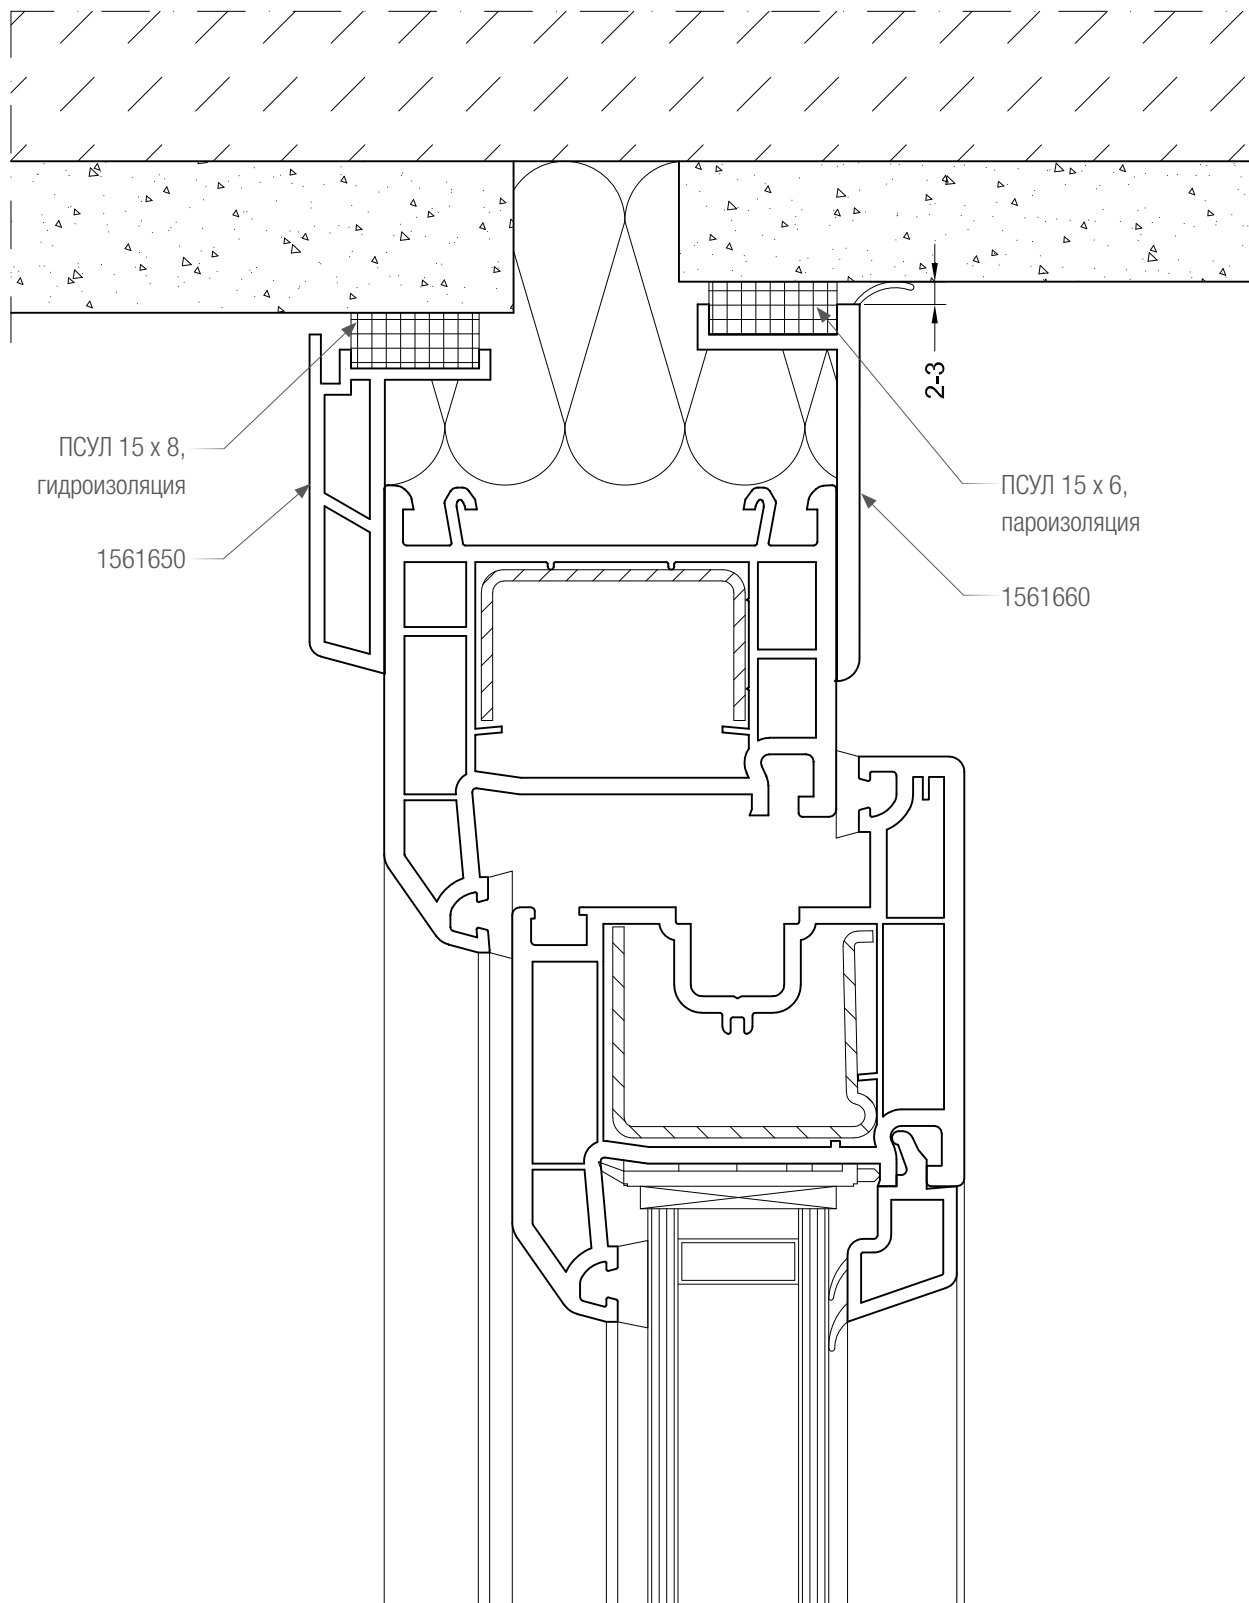 2-3
ПСУЛ 15 x 8,
гидроизоляция
1561650
ПСУЛ 15 x 6,
пароизоляция
1561660